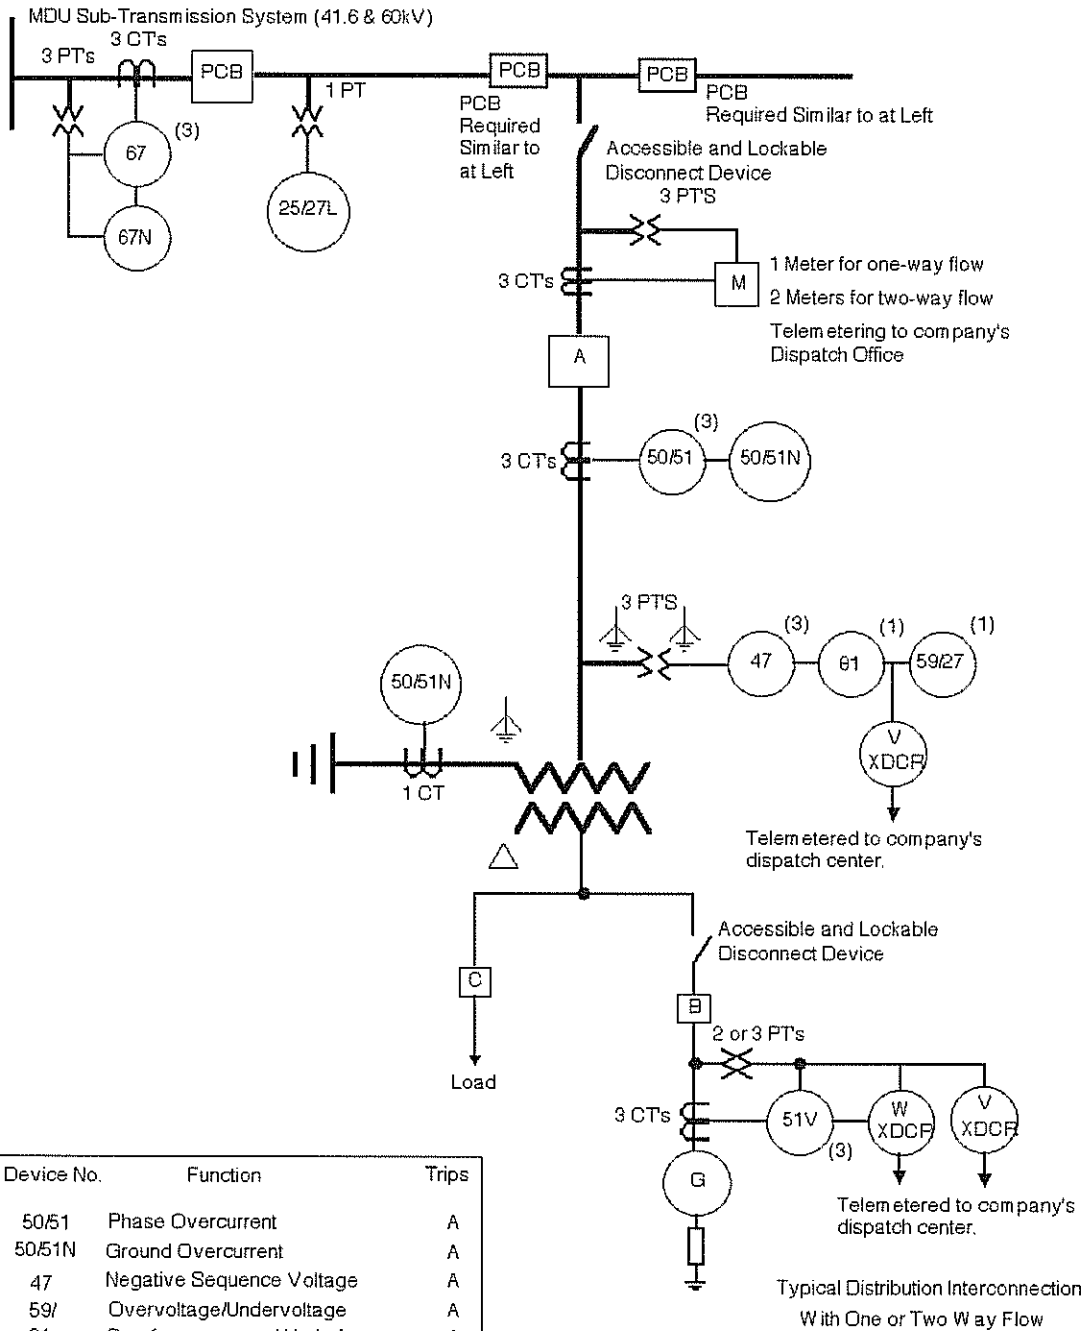 MDU Sub-Transmission System (41.6 & 60kV)
3 PT's
3 CT's
PCB
1 PT
PCB
PCB
PCB
Required
Similar to
at Left
PCB
Required Similar to at Left
67
(3)
67N
25/27L
Accessible and Lockable
Disconnect Device
3 PT'S
3 CT's
M
1 Meter for one-way flow
2 Meters for two-way flow
Telemetering to company's
Dispatch Office
A
3 CT's
50/51
(3)
50/51N
3 PT'S
47
(3)
81
(1)
59/27
(1)
50/51N
1 CT
V
XDCR
Telemetered to company's
dispatch center.
Accessible and Lockable
Disconnect Device
C
B
Load
2 or 3 PT's
3 CT's
51V
(3)
W
XDCR
V
XDCR
G
Telemetered to company's
dispatch center.
Device No. Function Trips
50/51 Phase Overcurrent A
50/51N Ground Overcurrent A
47 Negative Sequence Voltage A
59/ Overvoltage/Undervoltage A
Typical Distribution Interconnection
With One or Two Way Flow